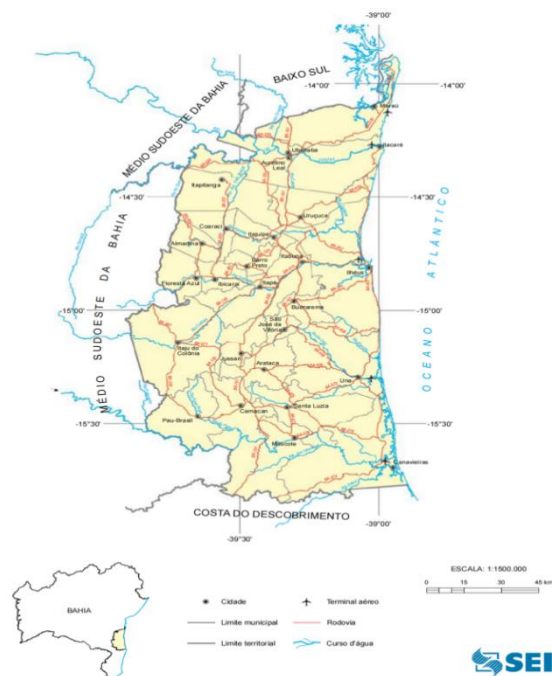 -39°00'
BAIXO SUL
-14°00'
-14°00'
MÉDIO SUDOESTE DA BAHIA
Maraú
Itacaré
Ubaitaba
Aurelino
Leal
-14°30'
Itapitanga
-14°30'
Uruçuca
Coaraci
Itajuípe
Almadina
Barro
Preto
Itabuna
Ilhéus
Floresta Azul
Ibicaraí
Itapé
OCEANO ATLÂNTICO
MÉDIO SUDOESTE DA BAHIA
-15°00'
-15°00'
Buerarema
São
José da
Vitória
Itaju do
Colônia
Jussari
Arataca
Una
Camacan
Santa Luzia
Pau-Brasil
-15°30'
-15°30'
Mascote
Canavieiras
COSTA DO DESCOBRIMENTO
-39°00'
-39°30'
ESCALA: 1:1500.000
0 15 30 45 km
BAHIA
Cidade
Terminal aéreo
Limite municipal
Rodovia
Limite territorial
Curso d'água
SEI